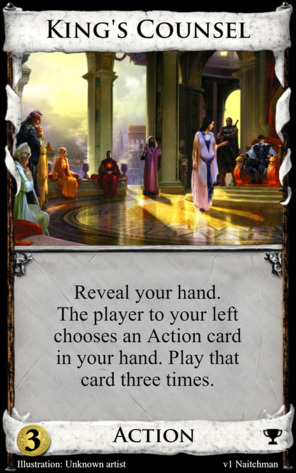 King's Counsel
Reveal your hand.
The player to your left
chooses an Action card
in your hand. Play that
card three times.
3
Action
Illustration: Unknown artist
v1 Naitchman